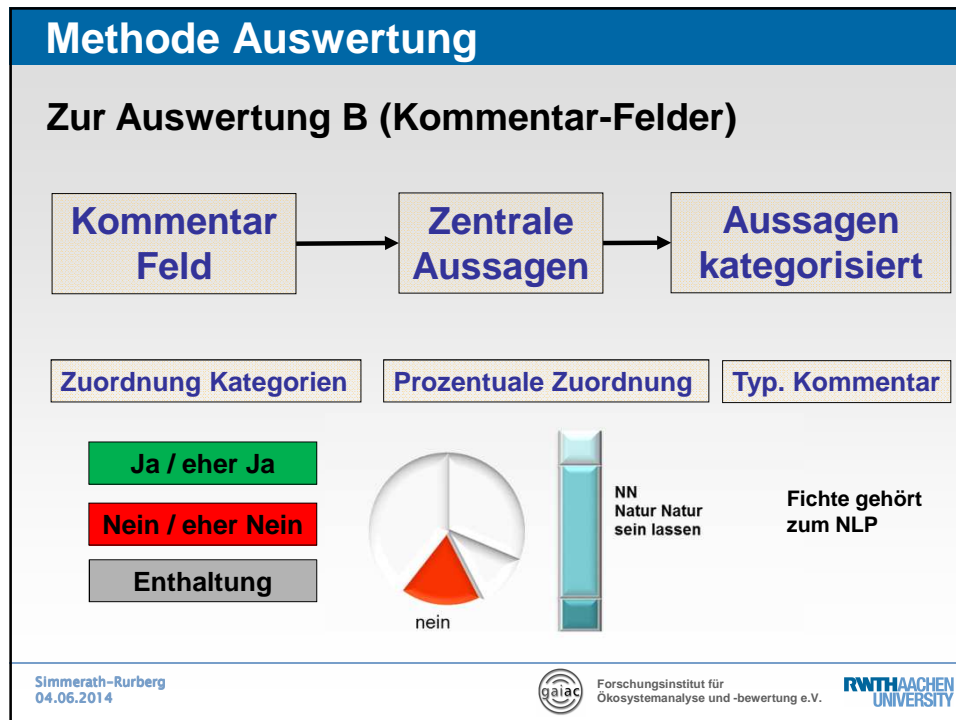 Methode Auswertung
Zur Auswertung B (Kommentar-Felder)
Kommentar
Feld
Zentrale
Aussagen
Aussagen
kategorisiert
Zuordnung Kategorien
Prozentuale Zuordnung
Typ. Kommentar
Ja / eher Ja
Nein / eher Nein
Enthaltung
nein
NN
Natur Natur
sein lassen
Fichte gehört
zum NLP
Simmerath-Rurberg
04.06.2014
gaiac
Forschungsinstitut für
Ökosystemanalyse und -bewertung e.V.
RWTHAACHEN
UNIVERSITY